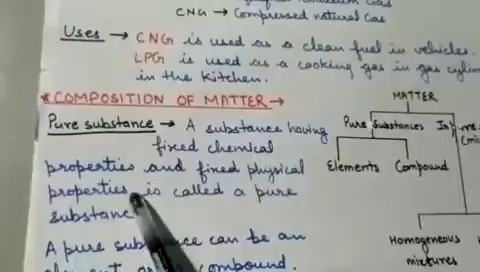 CNG → Compressed natural Gas
Uses → CNG is used as a clean fuel in vehicles.
LPG is used as a cooking gas in gas
in the kitchen.
*COMPOSITION OF MATTER→
Pure substance → A substance having
fixed chemical
properties and fixed physical
properties is called a pure
substanc
A pure substance can be an
compound.
MATTER
Pure Substances
Elements Compound
Homogeneous
mixtures